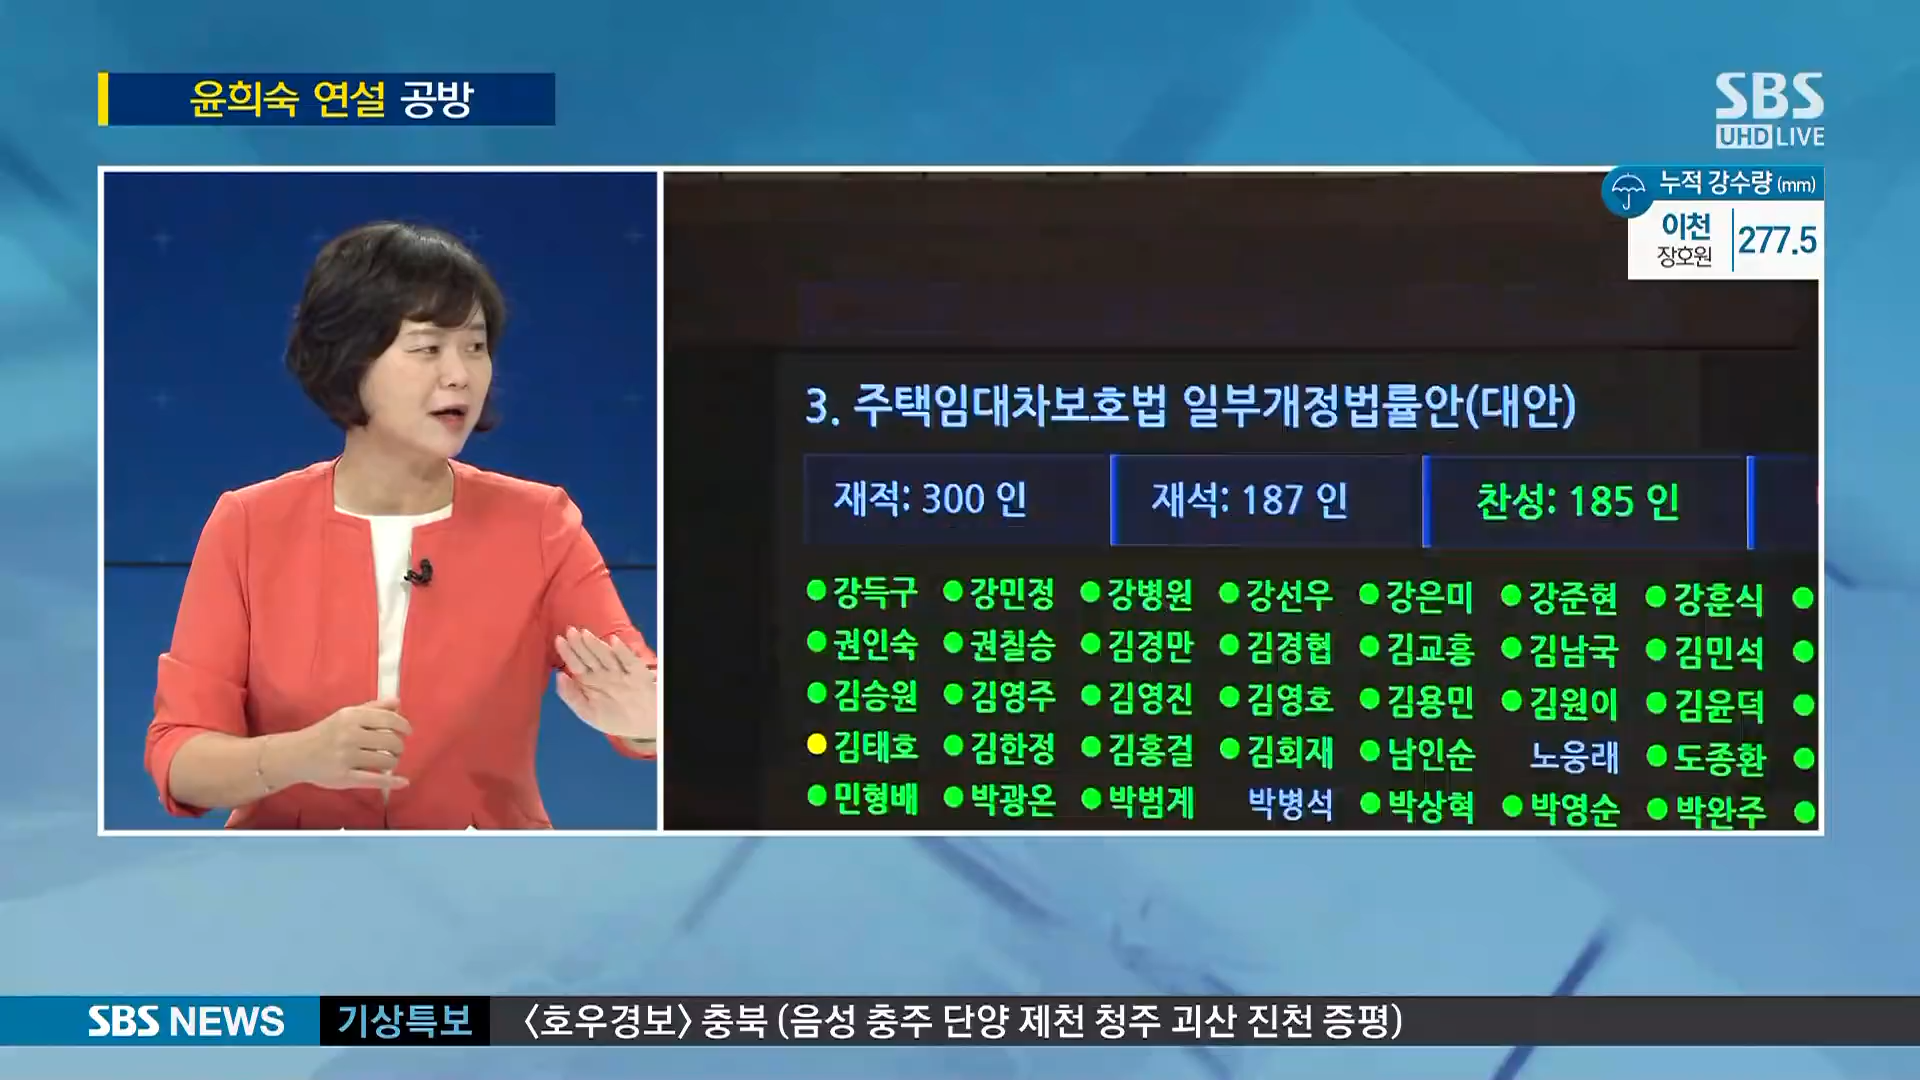 윤희숙 연설 공방
SBS
UHD LIVE
누적 강수량 (mm)
이천
장호원
277.5
3. 주택임대차보호법 일부개정법률안(대안)
재적: 300 인 재석: 187 인 찬성: 185 인
강득구 강민정 강병원 강선우 강은미 강준현 강훈식
권인숙 권칠승 김경만 김경협 김교흥 김남국 김민석
김승원 김영주 김영진 김영호 김용민 김원이 김윤덕
김태호 김한정 김홍걸 김회재 남인순 노웅래 도종환
민형배 박광온 박범계 박병석 박상혁 박영순 박완주
SBS NEWS 기상특보 〈호우경보〉 충북 (음성 충주 단양 제천 청주 괴산 진천 증평)